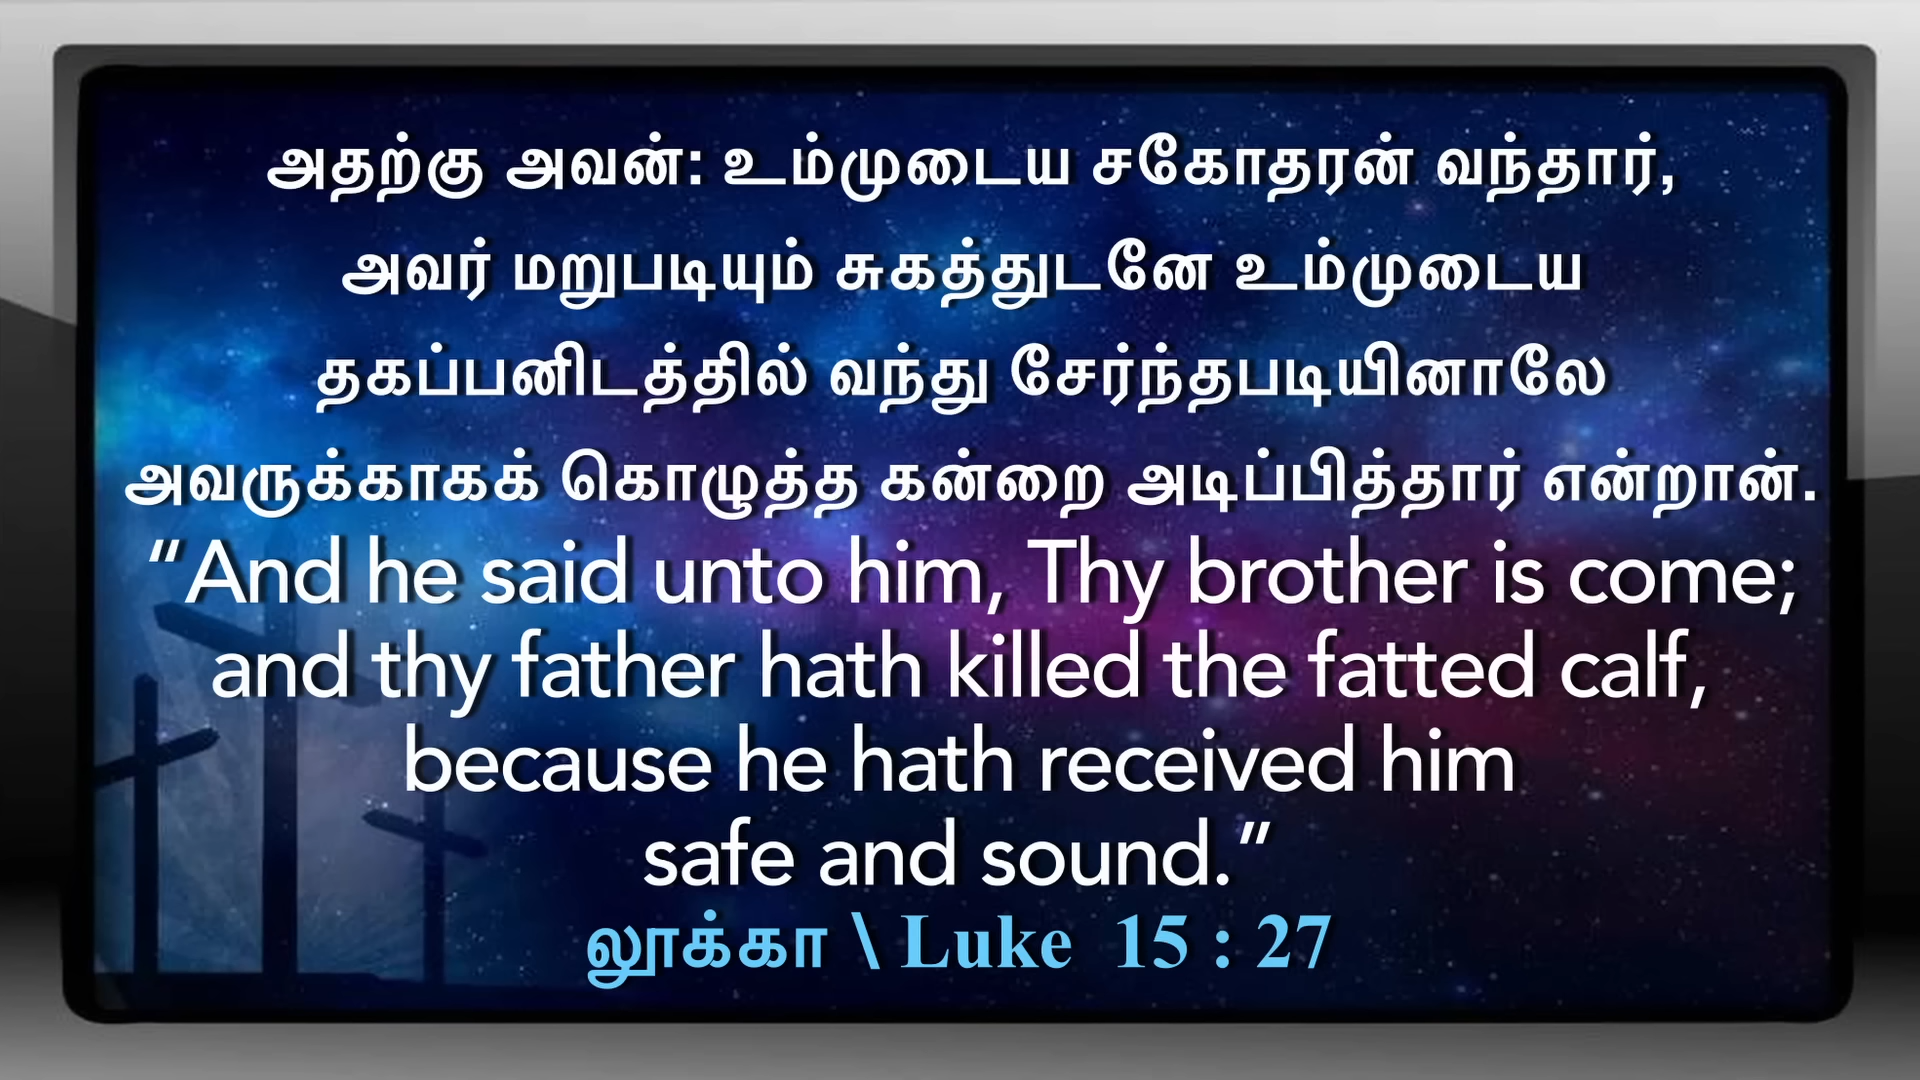 அதற்கு அவன்: உம்முடைய சகோதரன் வந்தார்,
அவர் மறுபடியும் சுகத்துடனே உம்முடைய
தகப்பனிடத்தில் வந்து சேர்ந்தபடியினாலே
அவருக்காகக் கொழுத்த கன்றை அடிப்பித்தார் என்றான்.
“And he said unto him, Thy brother is come;
and thy father hath killed the fatted calf,
because he hath received him
safe and sound.”
லூக்கா \ Luke 15 : 27